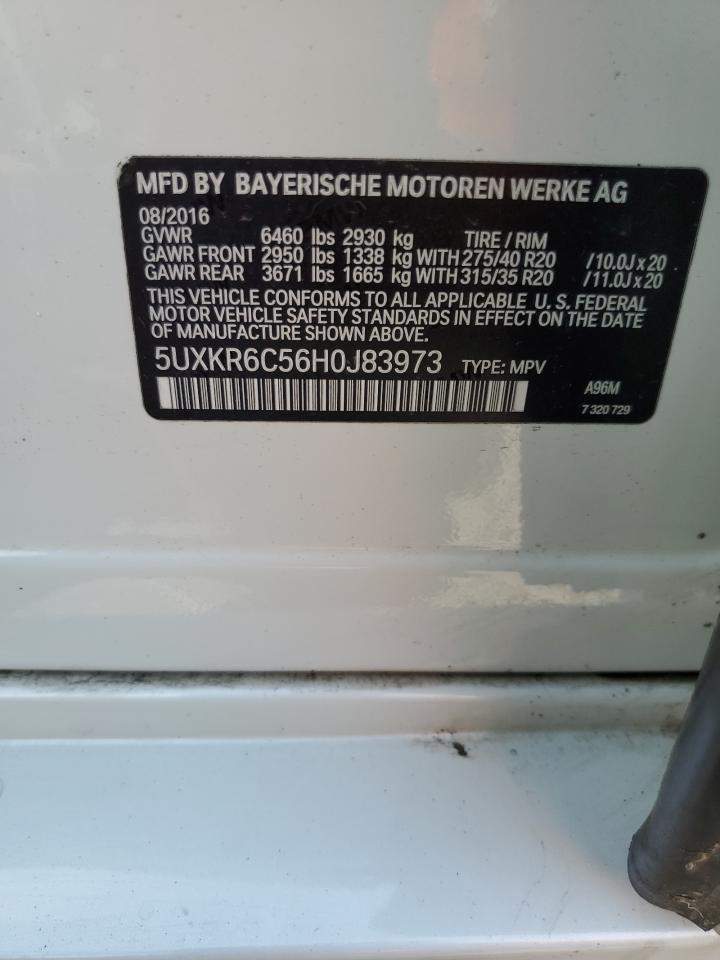 MFD BY BAYERISCHE MOTOREN WERKE AG
08/2016
GVWR 6460 lbs 2930 kg TIRE / RIM
GAWR FRONT 2950 lbs 1338 kg WITH 275/40 R20 /10.0J x 20
GAWR REAR 3671 lbs 1665 kg WITH 315/35 R20 /11.0J x 20
THIS VEHICLE CONFORMS TO ALL APPLICABLE U. S. FEDERAL
MOTOR VEHICLE SAFETY STANDARDS IN EFFECT ON THE DATE
OF MANUFACTURE SHOWN ABOVE.
5UXKR6C56H0J83973 TYPE: MPV
A96M
7 320 729